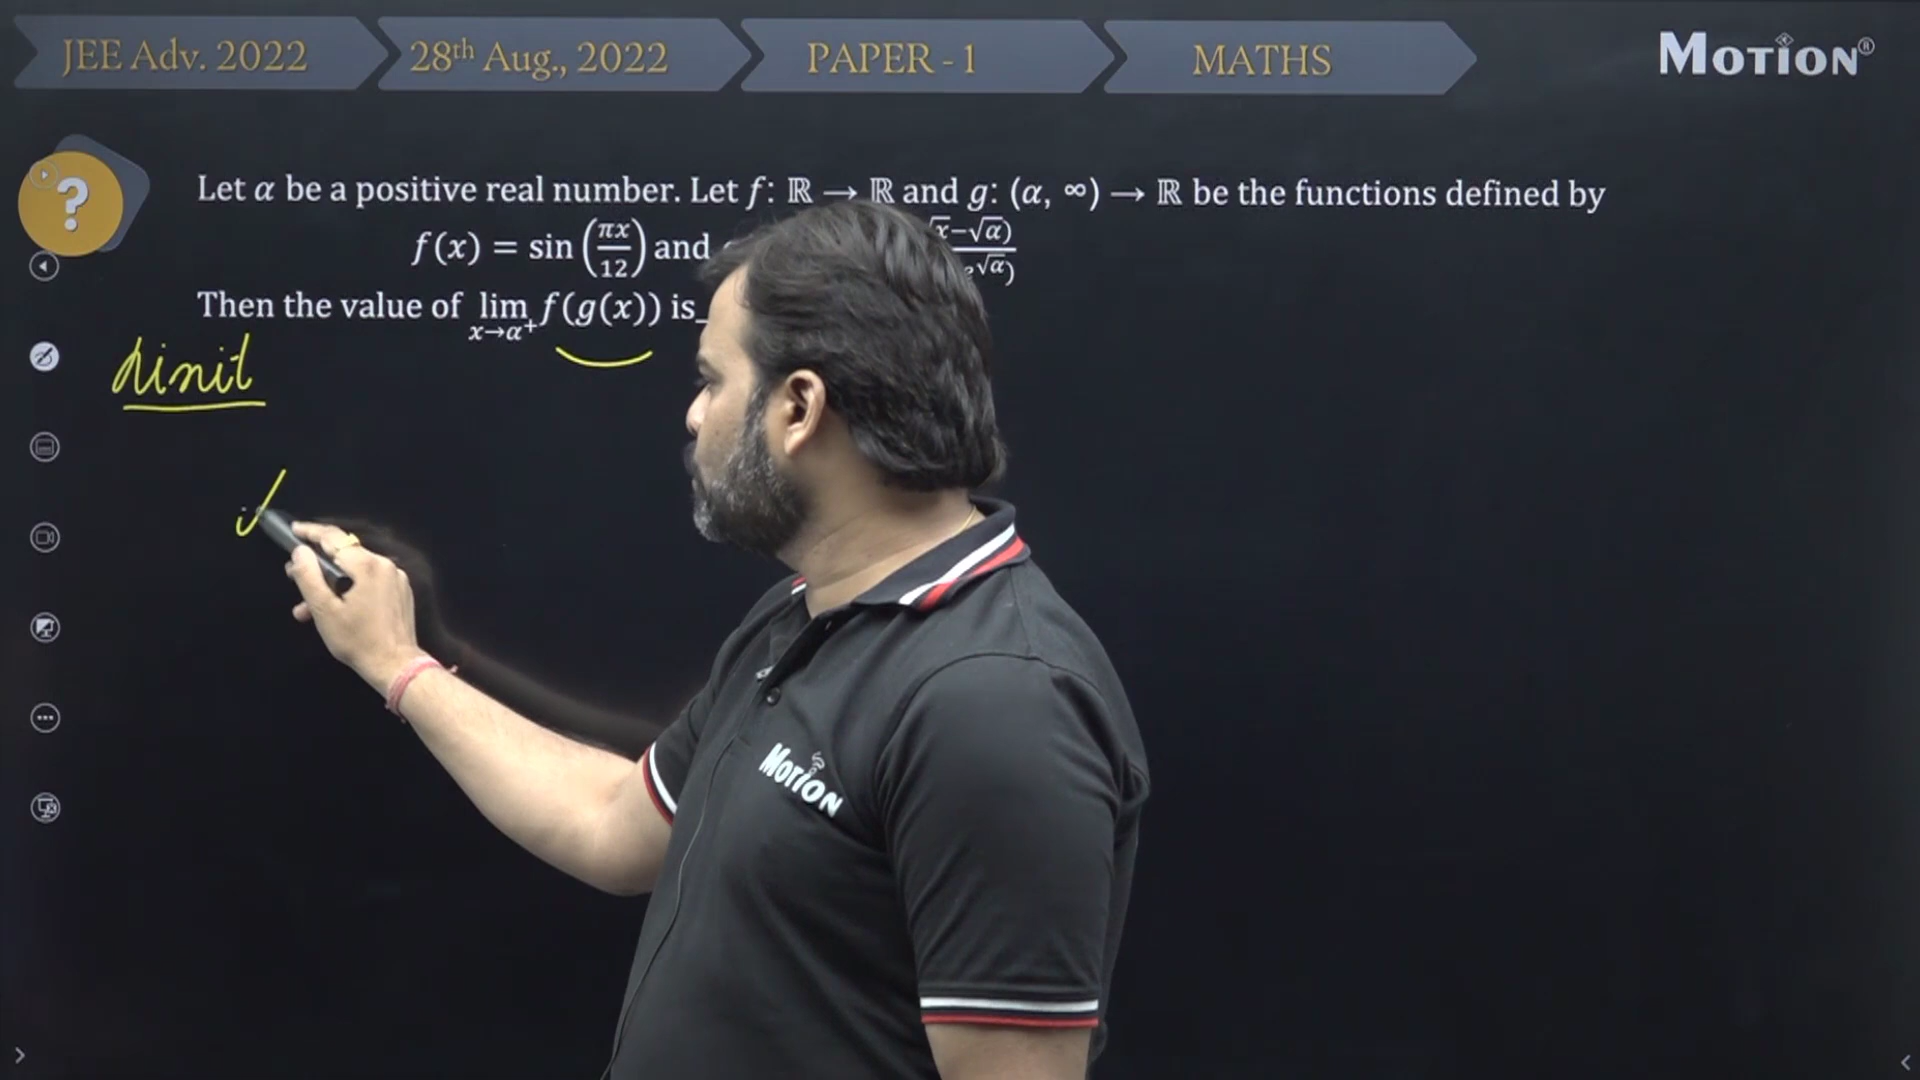 JEE Adv. 2022 28th Aug., 2022 PAPER - 1 MATHS MOTION®
? Let α be a positive real number. Let f: ℝ → ℝ and g: (α, ∞) → ℝ be the functions defined by
f(x) = sin (πx/12) and x−√α) √α)
Then the value of lim x→α⁺ f(g(x)) is_
Limit
MOTION